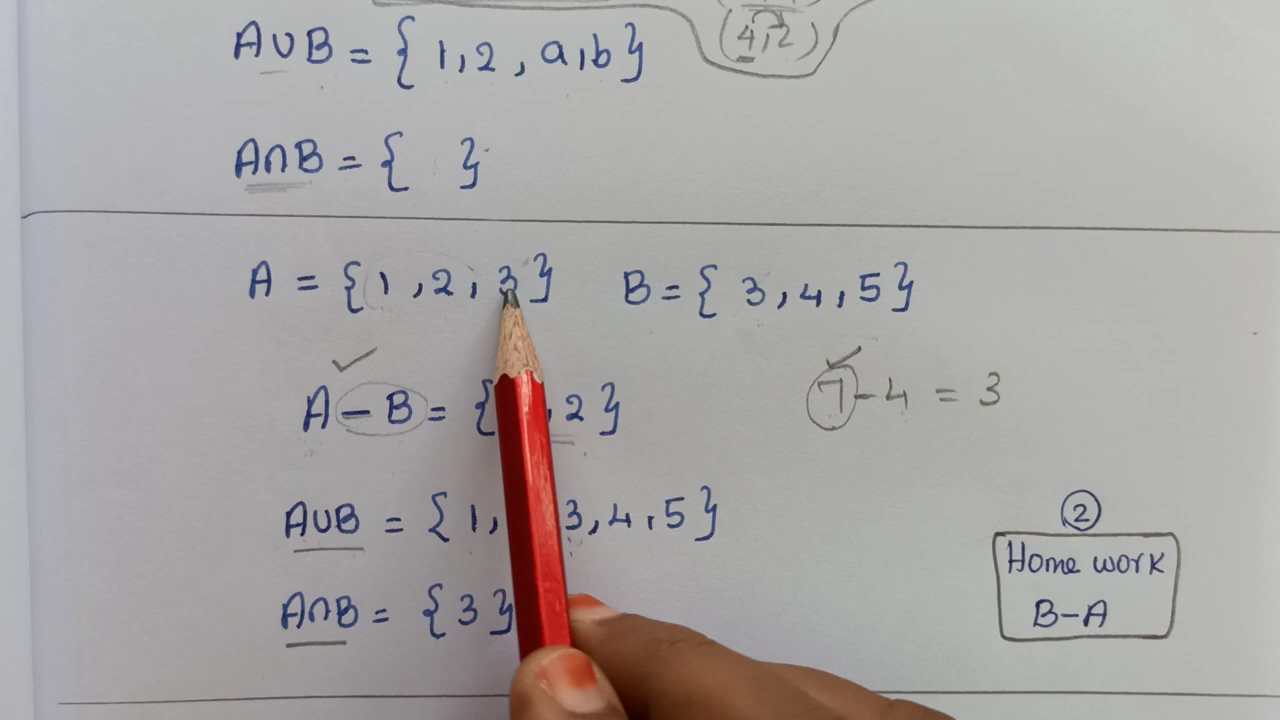 (4,2)
A∪B = { 1,2 , a,b}
A∩B = { }
A = {1,2,3} B = { 3,4,5}
A-B = { ,2} 7-4 = 3
A∪B = {1, 3,4,5}
A∩B = {3}
2
Home work
B-A